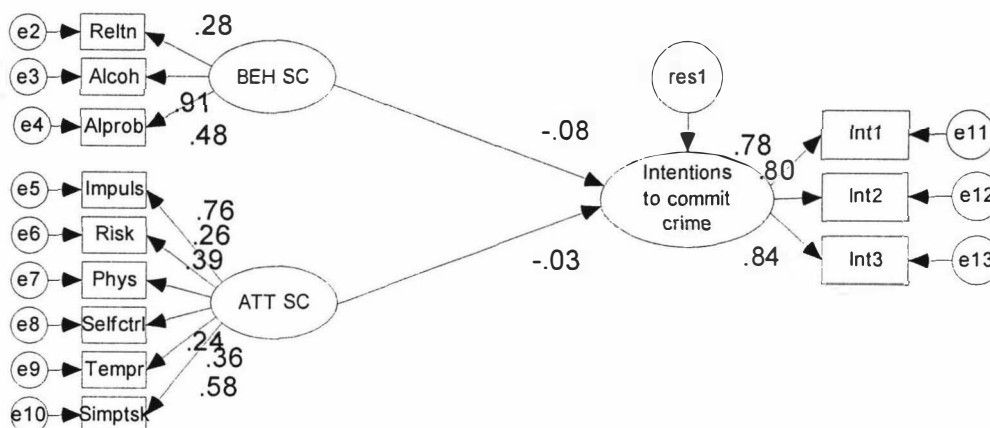 e2 Reltn .28
e3 Alcoh BEH SC
.91
e4 Alprob .48
res1
-.08
.78 Int1 e11
e5 Impuls .76
Intentions .80
to commit Int2 e12
crime
e6 Risk .26
.39
-.03
.84 Int3 e13
e7 Phys
ATT SC
e8 Selfctrl
.24
e9 Tempr .36
.58
e10 Simptsk